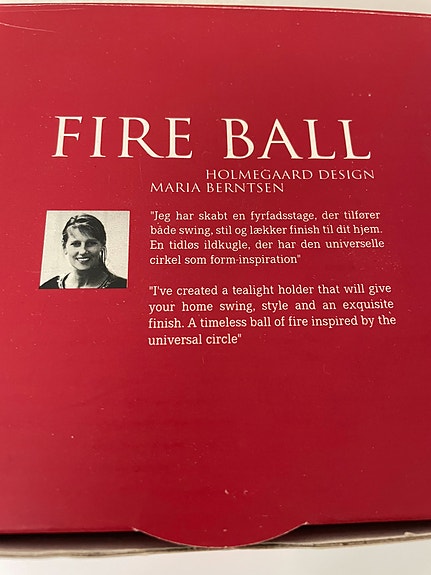 FIRE BALL
HOLMEGAARD DESIGN
MARIA BERNTSEN
"Jeg har skabt en fyrfadsstage, der tilfører
både swing, stil og lækker finish til dit hjem.
En tidløs ildkugle, der har den universelle
cirkel som form-inspiration"
"I've created a tealight holder that will give
your home swing, style and an exquisite
finish. A timeless ball of fire inspired by the
universal circle"